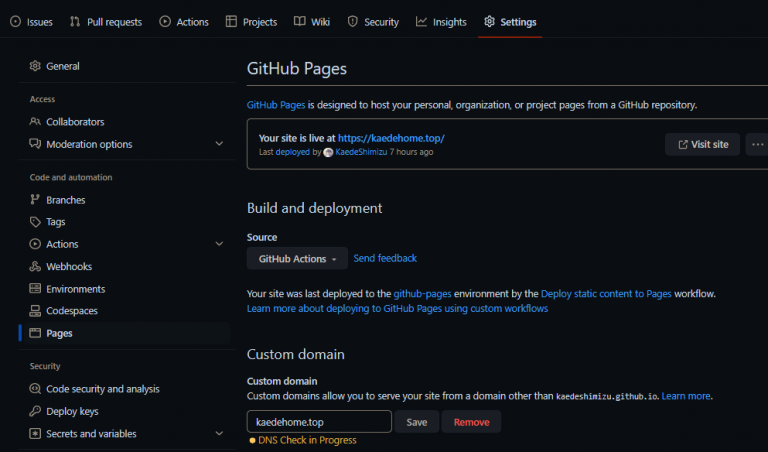 Issues Pull requests Actions Projects Wiki Security Insights Settings
General
Access
Collaborators
Moderation options
Code and automation
Branches
Tags
Actions
Webhooks
Environments
Codespaces
Pages
Security
Code security and analysis
Deploy keys
Secrets and variables
GitHub Pages
GitHub Pages is designed to host your personal, organization, or project pages from a GitHub repository.
Your site is live at https://kaedehome.top/
Last deployed by KaedeShimizu 7 hours ago
Visit site
Build and deployment
Source
GitHub Actions Send feedback
Your site was last deployed to the github-pages environment by the Deploy static content to Pages workflow.
Learn more about deploying to GitHub Pages using custom workflows
Custom domain
Custom domain
Custom domains allow you to serve your site from a domain other than kaedeshimizu.github.io. Learn more.
kaedehome.top Save Remove
DNS Check in Progress